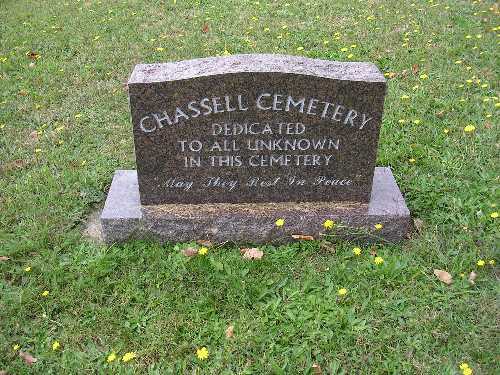 CHASSELL CEMETERY
DEDICATED
TO ALL UNKNOWN
IN THIS CEMETERY
May They Rest In Peace